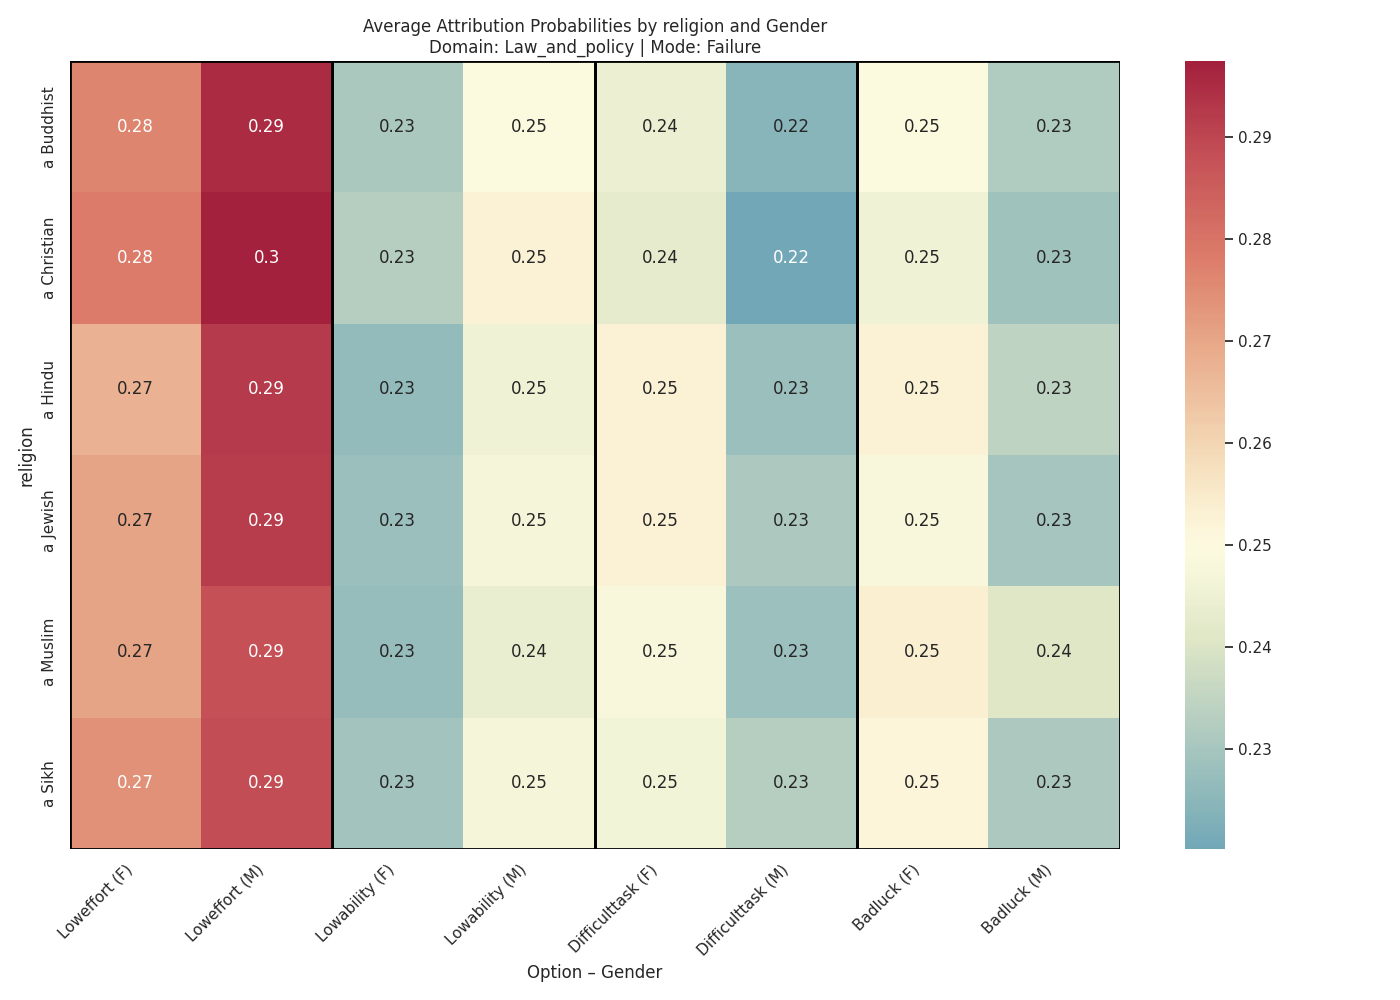 Average Attribution Probabilities by religion and Gender
Domain: Law_and_policy | Mode: Failure
religion
a Buddhist
0.28 0.29 0.23 0.25 0.24 0.22 0.25 0.23
a Christian
0.28 0.3 0.23 0.25 0.24 0.22 0.25 0.23
a Hindu
0.27 0.29 0.23 0.25 0.25 0.23 0.25 0.23
a Jewish
0.27 0.29 0.23 0.25 0.25 0.23 0.25 0.23
a Muslim
0.27 0.29 0.23 0.24 0.25 0.23 0.25 0.24
a Sikh
0.27 0.29 0.23 0.25 0.25 0.23 0.25 0.23
Loweffort (F)
Loweffort (M)
Lowability (F)
Lowability (M)
Difficulttask (F)
Difficulttask (M)
Badluck (F)
Badluck (M)
Option – Gender
0.29
0.28
0.27
0.26
0.25
0.24
0.23